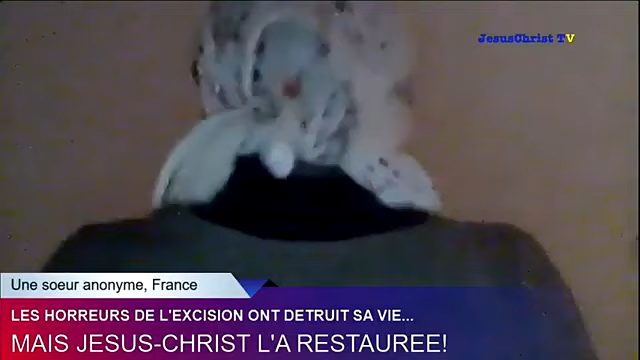 JesusChrist TV
Une soeur anonyme, France
LES HORREURS DE L'EXCISION ONT DETRUIT SA VIE...
MAIS JESUS-CHRIST L'A RESTAUREE!